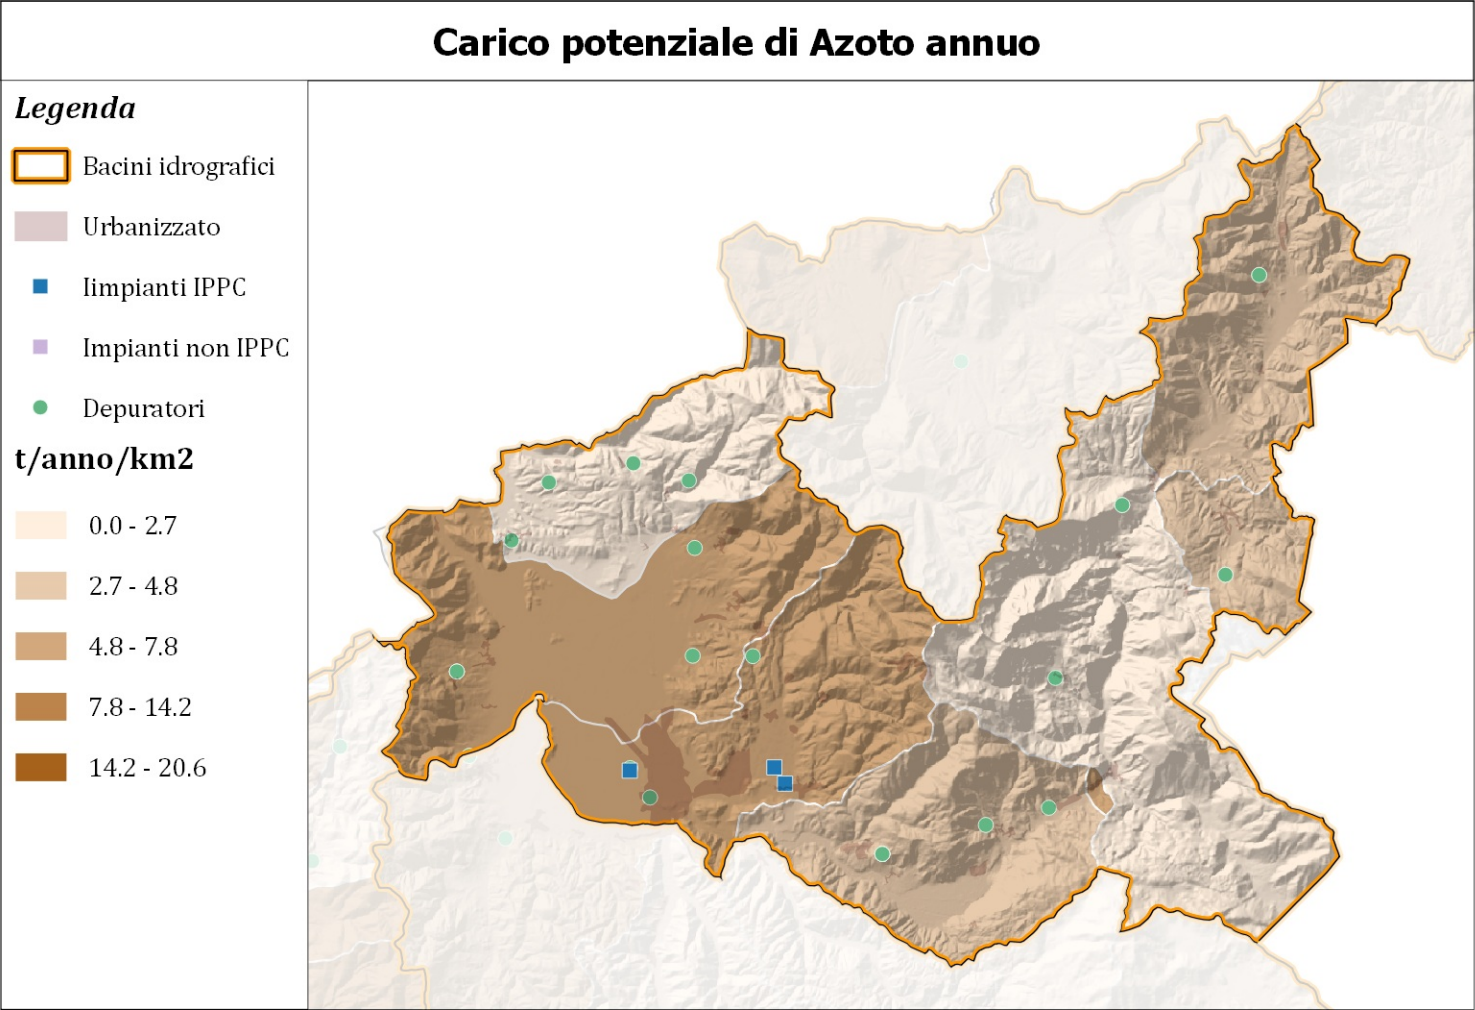 Carico potenziale di Azoto annuo
Legenda
Bacini idrografici
Urbanizzato
Iimpianti IPPC
Impianti non IPPC
Depuratori
t/anno/km2
0.0 - 2.7
2.7 - 4.8
4.8 - 7.8
7.8 - 14.2
14.2 - 20.6